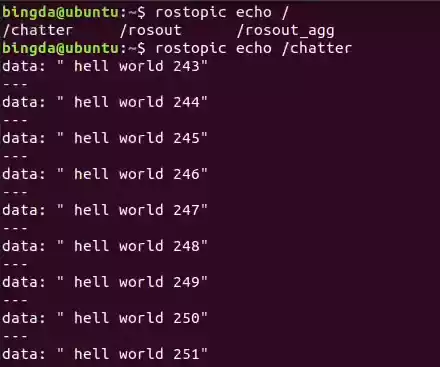 bingda@ubuntu:~$ rostopic echo /
/chatter     /rosout      /rosout_agg
bingda@ubuntu:~$ rostopic echo /chatter
data: " hell world 243"
---
data: " hell world 244"
---
data: " hell world 245"
---
data: " hell world 246"
---
data: " hell world 247"
---
data: " hell world 248"
---
data: " hell world 249"
---
data: " hell world 250"
---
data: " hell world 251"